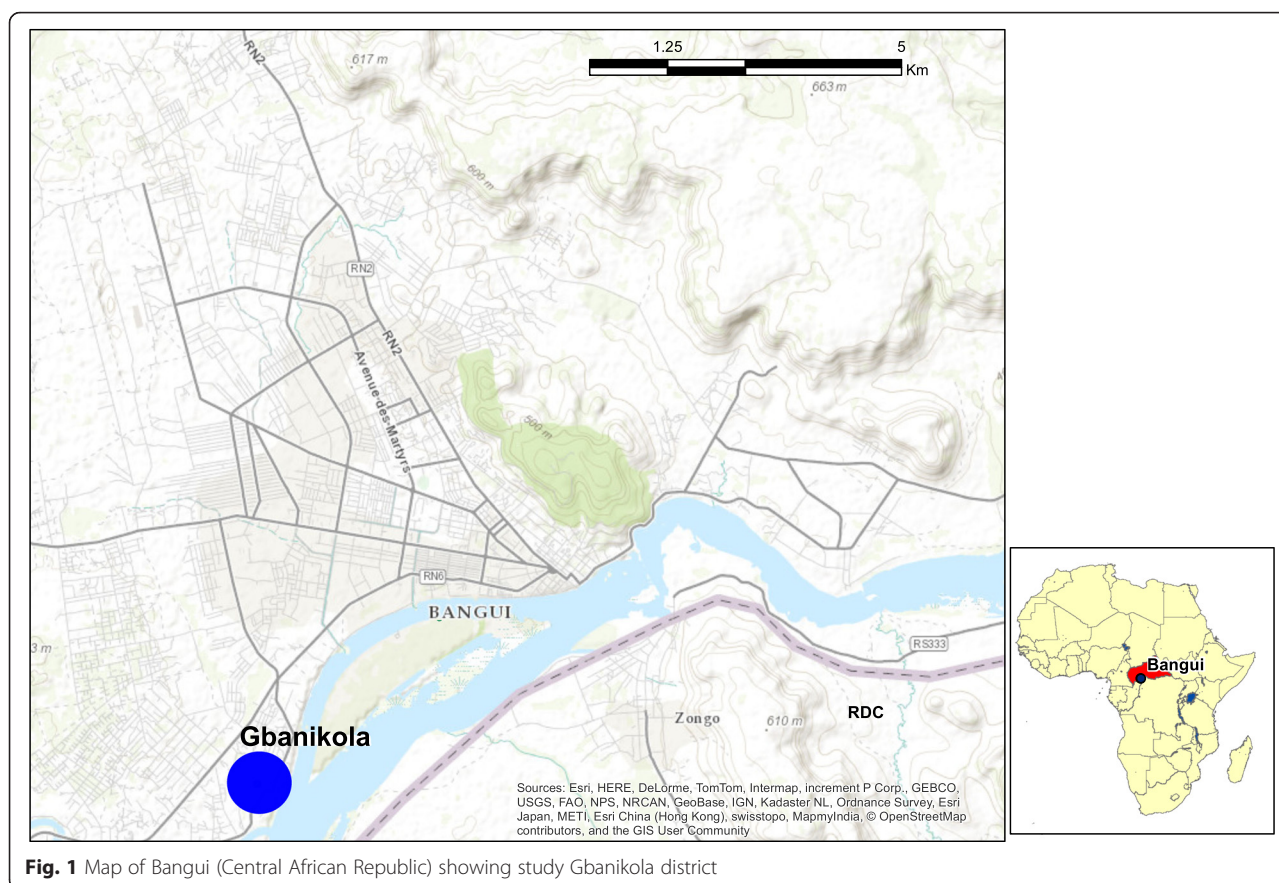 1.25
5
Km
RN2
617 m
663 m
600 m
RN2
RN2
Avenue-des-Martyrs
500 m
RN6
BANGUI
RS333
3 m
Zongo
610 m
RDC
Gbanikola
Sources: Esri, HERE, DeLorme, TomTom, Intermap, increment P Corp., GEBCO,
USGS, FAO, NPS, NRCAN, GeoBase, IGN, Kadaster NL, Ordnance Survey, Esri
Japan, METI, Esri China (Hong Kong), swisstopo, MapmyIndia, © OpenStreetMap
contributors, and the GIS User Community
Bangui
Fig. 1 Map of Bangui (Central African Republic) showing study Gbanikola district